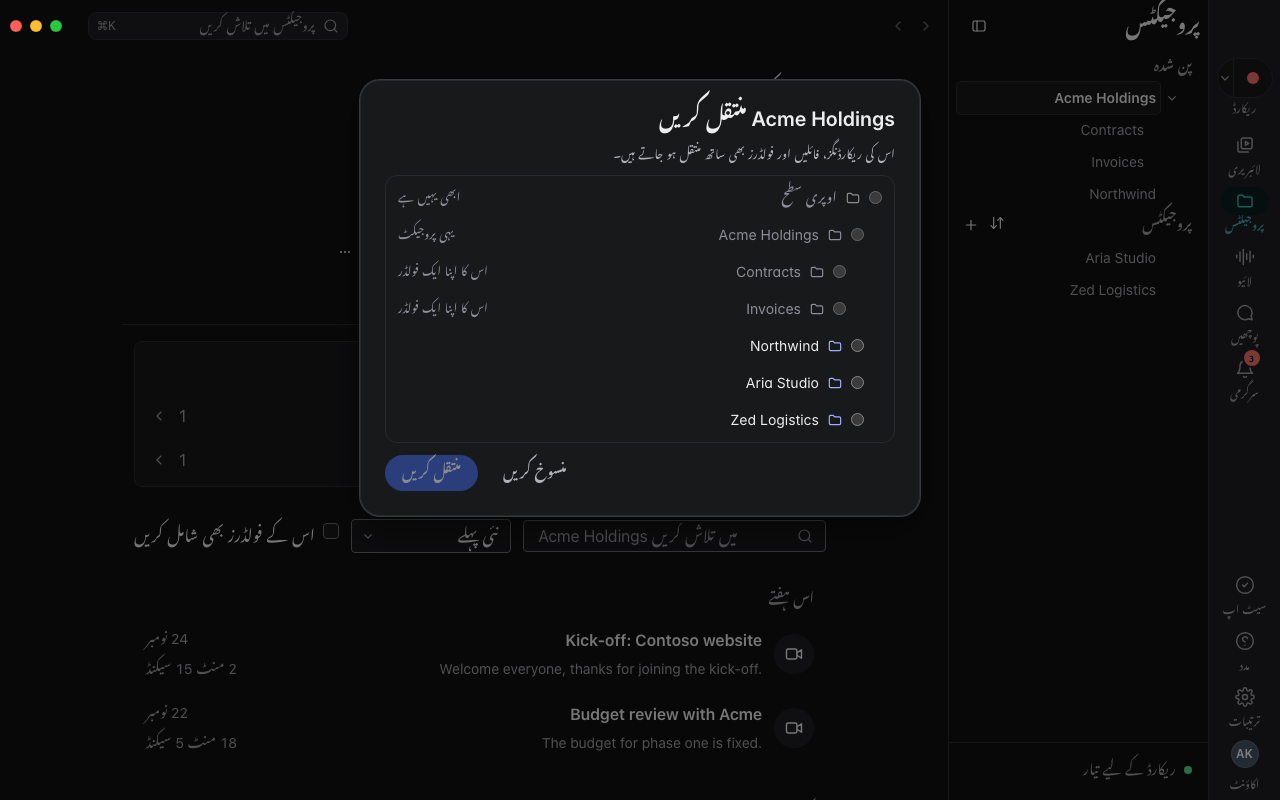 ریکارڈ
لائبریری
پروجیکٹس
لائیو
پوچھیں
3
سرگرمی
سیٹ اپ
مدد
ترتیبات
AK
اکاؤنٹ
پروجیکٹس
پن شدہ
Acme Holdings
Contracts
Invoices
Northwind
پروجیکٹس
Aria Studio
Zed Logistics
ریکارڈ کے لیے تیار
پروجیکٹس میں تلاش کریں
⌘K
Acme Holdings منتقل کریں
اس کی ریکارڈنگز، فائلیں اور فولڈرز بھی ساتھ منتقل ہو جاتے ہیں۔
اوپری سطح ابھی یہیں ہے
Acme Holdings یہی پروجیکٹ
Contracts اس کا اپنا ایک فولڈر
Invoices اس کا اپنا ایک فولڈر
Northwind
Aria Studio
Zed Logistics
منسوخ کریں منتقل کریں
...
1
1
Acme Holdings میں تلاش کریں
نئی پہلے
اس کے فولڈرز بھی شامل کریں
اس ہفتے
Kick-off: Contoso website
24 نومبر
Welcome everyone, thanks for joining the kick-off.
2 منٹ 15 سیکنڈ
Budget review with Acme
22 نومبر
The budget for phase one is fixed.
18 منٹ 5 سیکنڈ